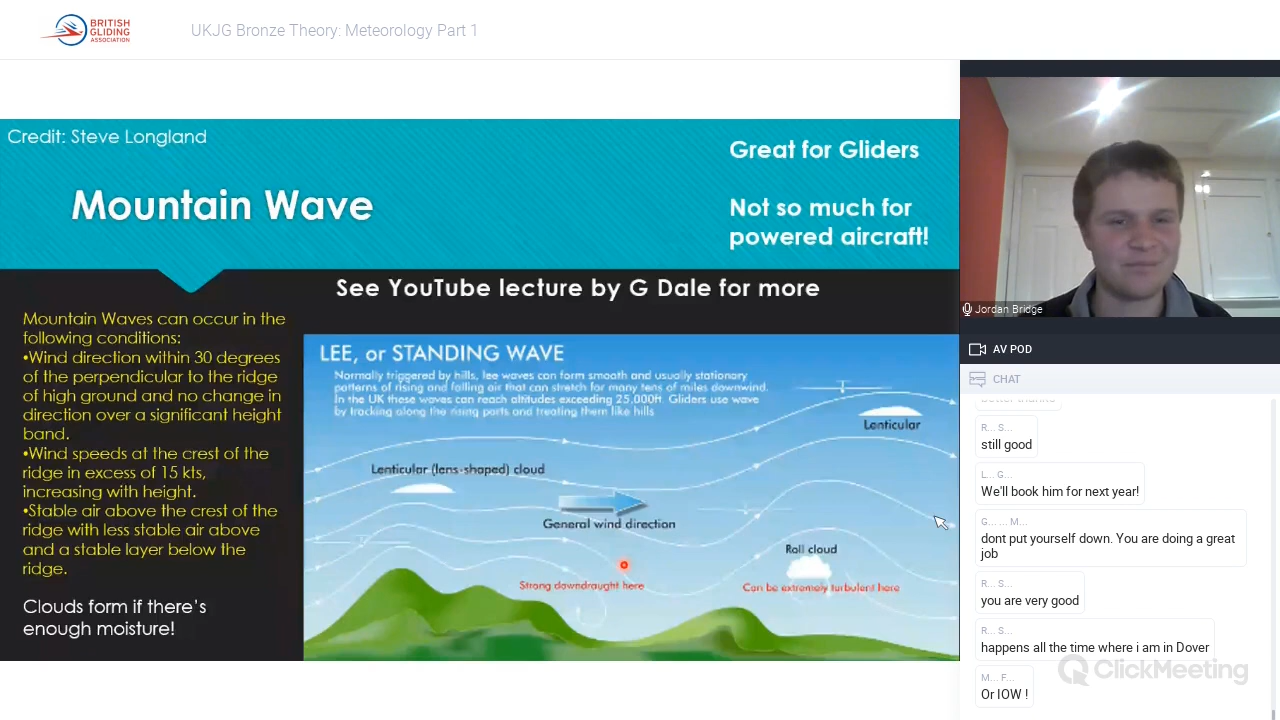 BRITISH
GLIDING
ASSOCIATION
UKJG Bronze Theory: Meteorology Part 1
Credit: Steve Longland
Mountain Wave
Great for Gliders
Not so much for
powered aircraft!
See YouTube lecture by G Dale for more
Mountain Waves can occur in the
following conditions:
•Wind direction within 30 degrees
of the perpendicular to the ridge
of high ground and no change in
direction over a significant height
band.
•Wind speeds at the crest of the
ridge in excess of 15 kts,
increasing with height.
•Stable air above the crest of the
ridge with less stable air above
and a stable layer below the
ridge.
Clouds form if there's
enough moisture!
LEE, or STANDING WAVE
Normally triggered by hills, lee waves can form smooth and usually stationary
patterns of rising and falling air that can stretch for many tens of miles downwind.
In the UK these waves can reach altitudes exceeding 25,000ft. Gliders use wave
by tracking along the rising parts and treating them like hills
Lenticular
Lenticular (lens-shaped) cloud
General wind direction
Roll cloud
Strong downdraught here
Can be extremely turbulent here
Jordan Bridge
AV POD
CHAT
better thanks
R... S...
still good
L... G...
We'll book him for next year!
G... ... M...
dont put yourself down. You are doing a great
job
R... S...
you are very good
R... S...
happens all the time where i am in Dover
M... F...
Or IOW !
ClickMeeting